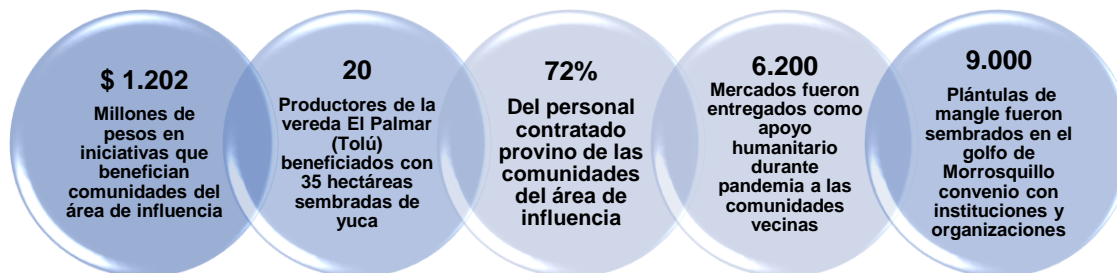 $ 1.202
Millones de
pesos en
iniciativas que
benefician
comunidades del
área de influencia
20
Productores de la
vereda El Palmar
(Tolú)
beneficiados con
35 hectáreas
sembradas de
yuca
72%
Del personal
contratado
provino de las
comunidades
del área de
influencia
6.200
Mercados fueron
entregados como
apoyo
humanitario
durante
pandemia a las
comunidades
vecinas
9.000
Plántulas de
mangle fueron
sembrados en el
golfo de
Morrosquillo
convenio con
instituciones y
organizaciones